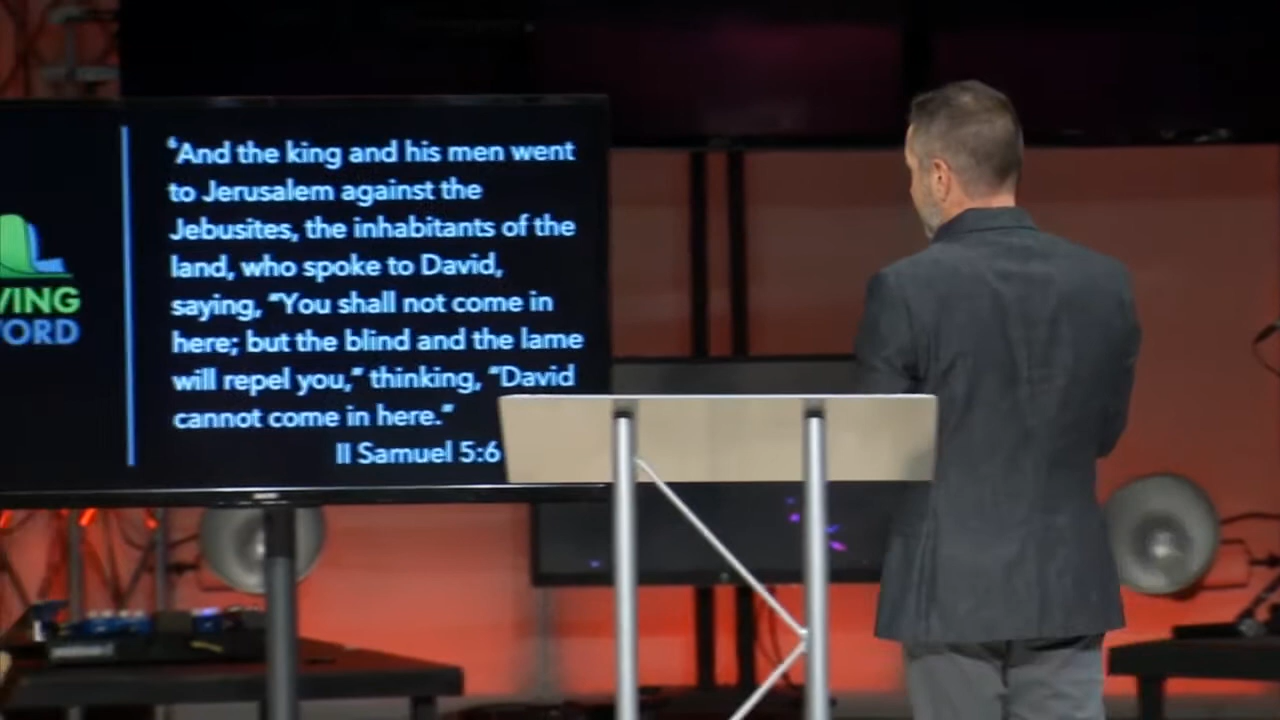 VING
ORD
‘And the king and his men went
to Jerusalem against the
Jebusites, the inhabitants of the
land, who spoke to David,
saying, “You shall not come in
here; but the blind and the lame
will repel you,” thinking, “David
cannot come in here.”
II Samuel 5:6